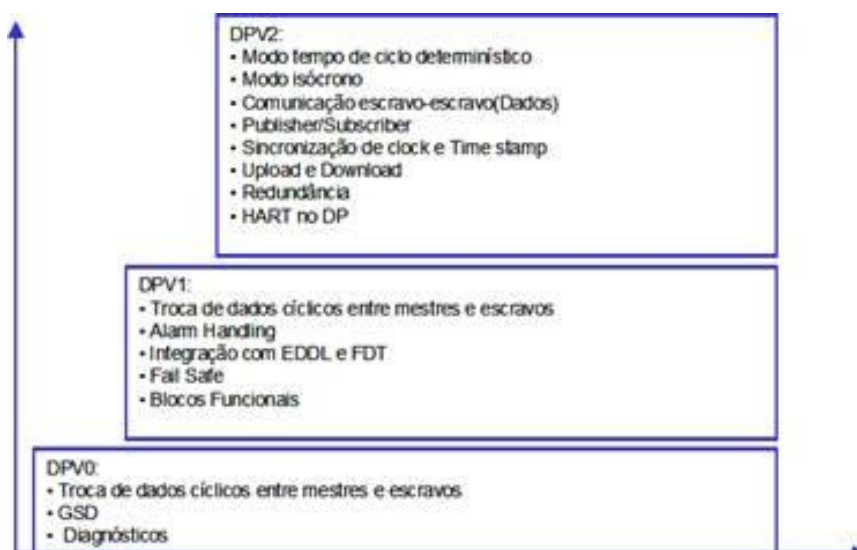 DPV2:
• Modo tempo de ciclo determinístico
• Modo isócrono
• Comunicação escravo-escravo(Dados)
• Publisher/Subscriber
• Sincronização de clock e Time stamp
• Upload e Download
• Redundância
• HART no DP
DPV1:
• Troca de dados cíclicos entre mestres e escravos
• Alarm Handling
• Integração com EDDL e FDT
• Fail Safe
• Blocos Funcionais
DPV0:
• Troca de dados cíclicos entre mestres e escravos
• GSD
• Diagnósticos